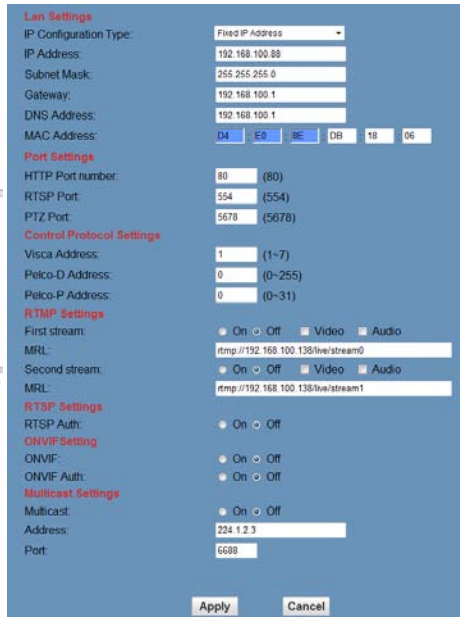 Lan Settings
IP Configuration Type: Fixed IP Address
IP Address: 192.168.100.88
Subnet Mask: 255.255.255.0
Gateway: 192.168.100.1
DNS Address: 192.168.100.1
MAC Address: D4 : E0 : 8E : DB : 18 : 06
Port Settings
HTTP Port number: 80 (80)
RTSP Port: 554 (554)
PTZ Port: 5678 (5678)
Control Protocol Settings
Visca Address: 1 (1~7)
Pelco-D Address: 0 (0~255)
Pelco-P Address: 0 (0~31)
RTMP Settings
First stream: On Off Video Audio
MRL: rtmp://192.168.100.138/live/stream0
Second stream: On Off Video Audio
MRL: rtmp://192.168.100.138/live/stream1
RTSP Settings
RTSP Auth: On Off
ONVIFSetting
ONVIF: On Off
ONVIF Auth: On Off
Multicast Settings
Multicast: On Off
Address: 224.1.2.3
Port: 6688
Apply Cancel